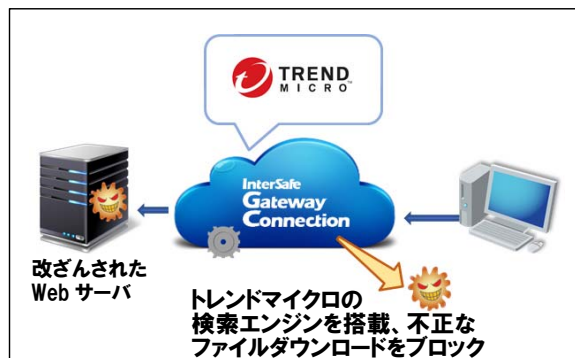 TREND
MICRO™
InterSafe
Gateway
Connection
改ざんされた
Web サーバ
トレンドマイクロの
検索エンジンを搭載、不正な
ファイルダウンロードをブロック